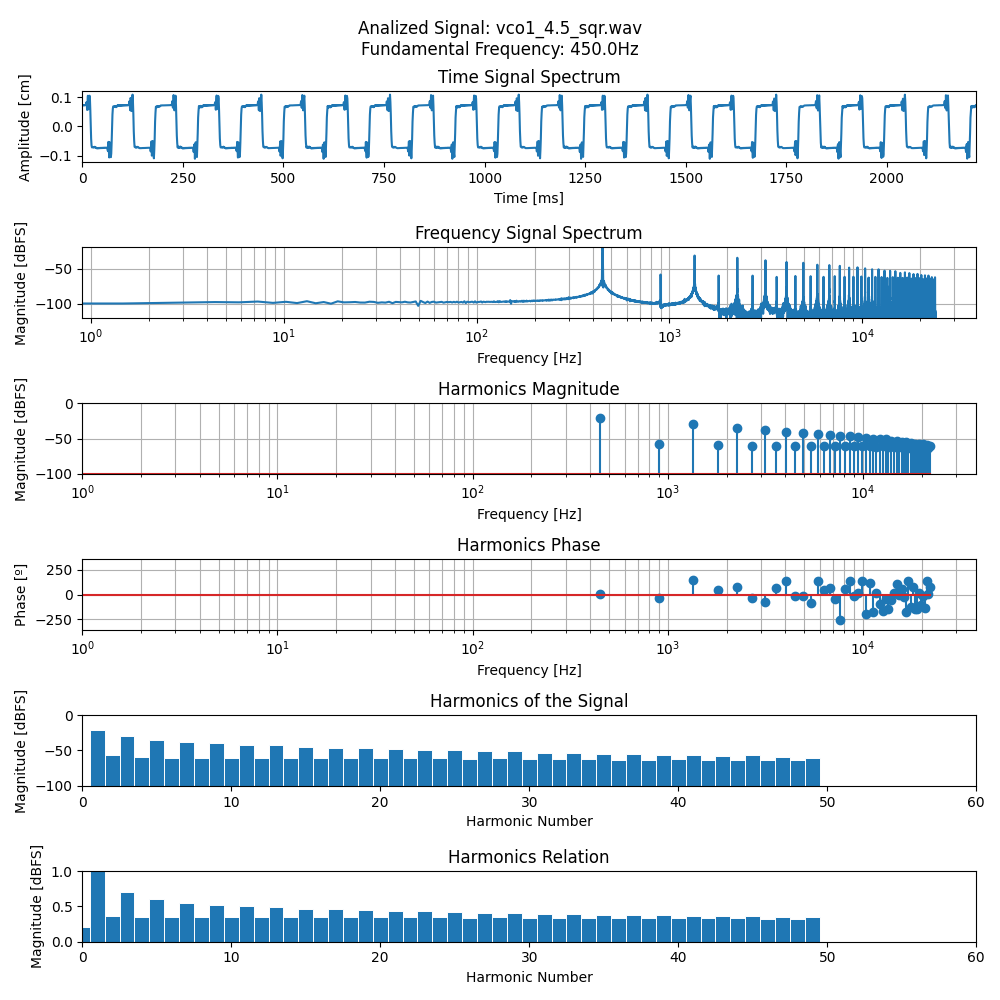 Analized Signal: vco1_4.5_sqr.wav
Fundamental Frequency: 450.0Hz
Time Signal Spectrum
Amplitude [cm]
0.1
0.0
−0.1
0 250 500 750 1000 1250 1500 1750 2000
Time [ms]
Frequency Signal Spectrum
Magnitude [dBFS]
−50
−100
10^0 10^1 10^2 10^3 10^4
Frequency [Hz]
Harmonics Magnitude
Magnitude [dBFS]
0
−50
−100
10^0 10^1 10^2 10^3 10^4
Frequency [Hz]
Harmonics Phase
Phase [º]
250
0
−250
10^0 10^1 10^2 10^3 10^4
Frequency [Hz]
Harmonics of the Signal
Magnitude [dBFS]
0
−50
−100
0 10 20 30 40 50 60
Harmonic Number
Harmonics Relation
Magnitude [dBFS]
1.0
0.5
0.0
0 10 20 30 40 50 60
Harmonic Number